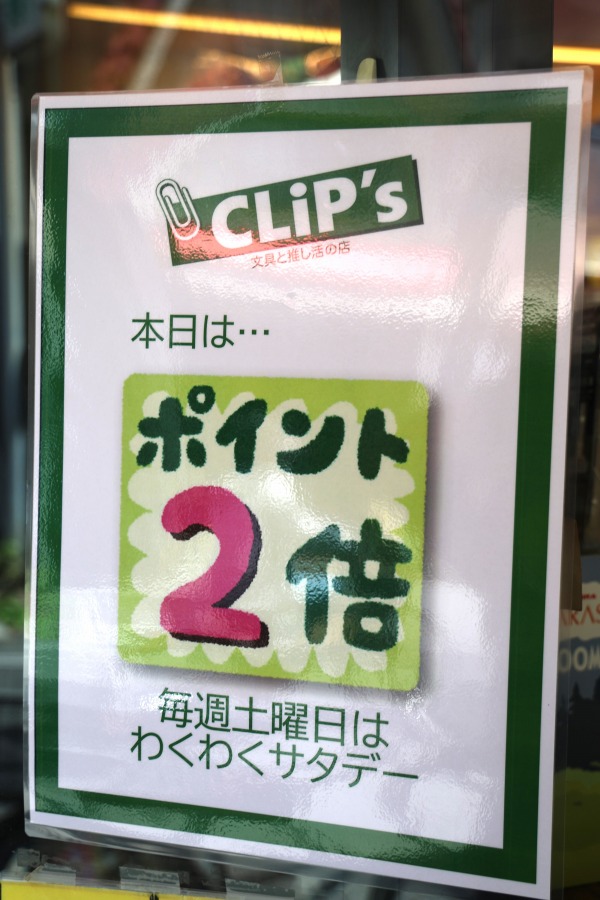 CLiP's
文具と推し活の店
本日は…
ポイント
2倍
毎週土曜日は
わくわくサタデー